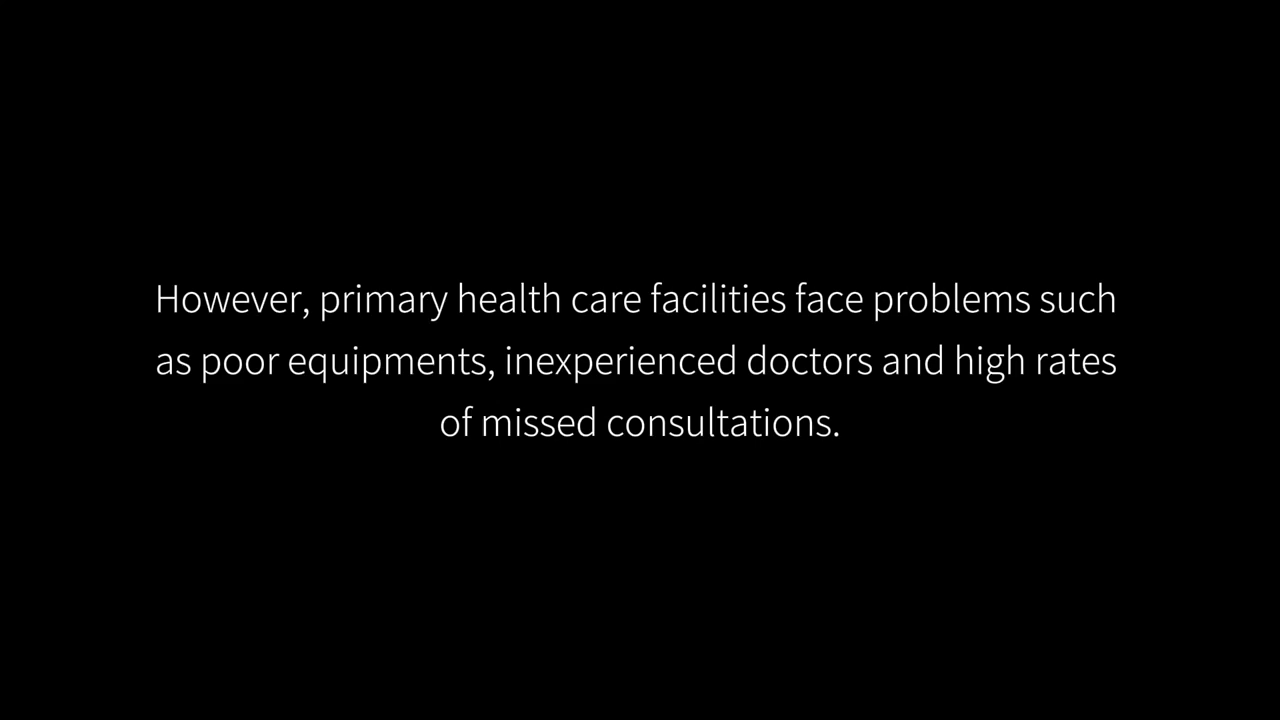 However, primary health care facilities face problems such
as poor equipments, inexperienced doctors and high rates
of missed consultations.